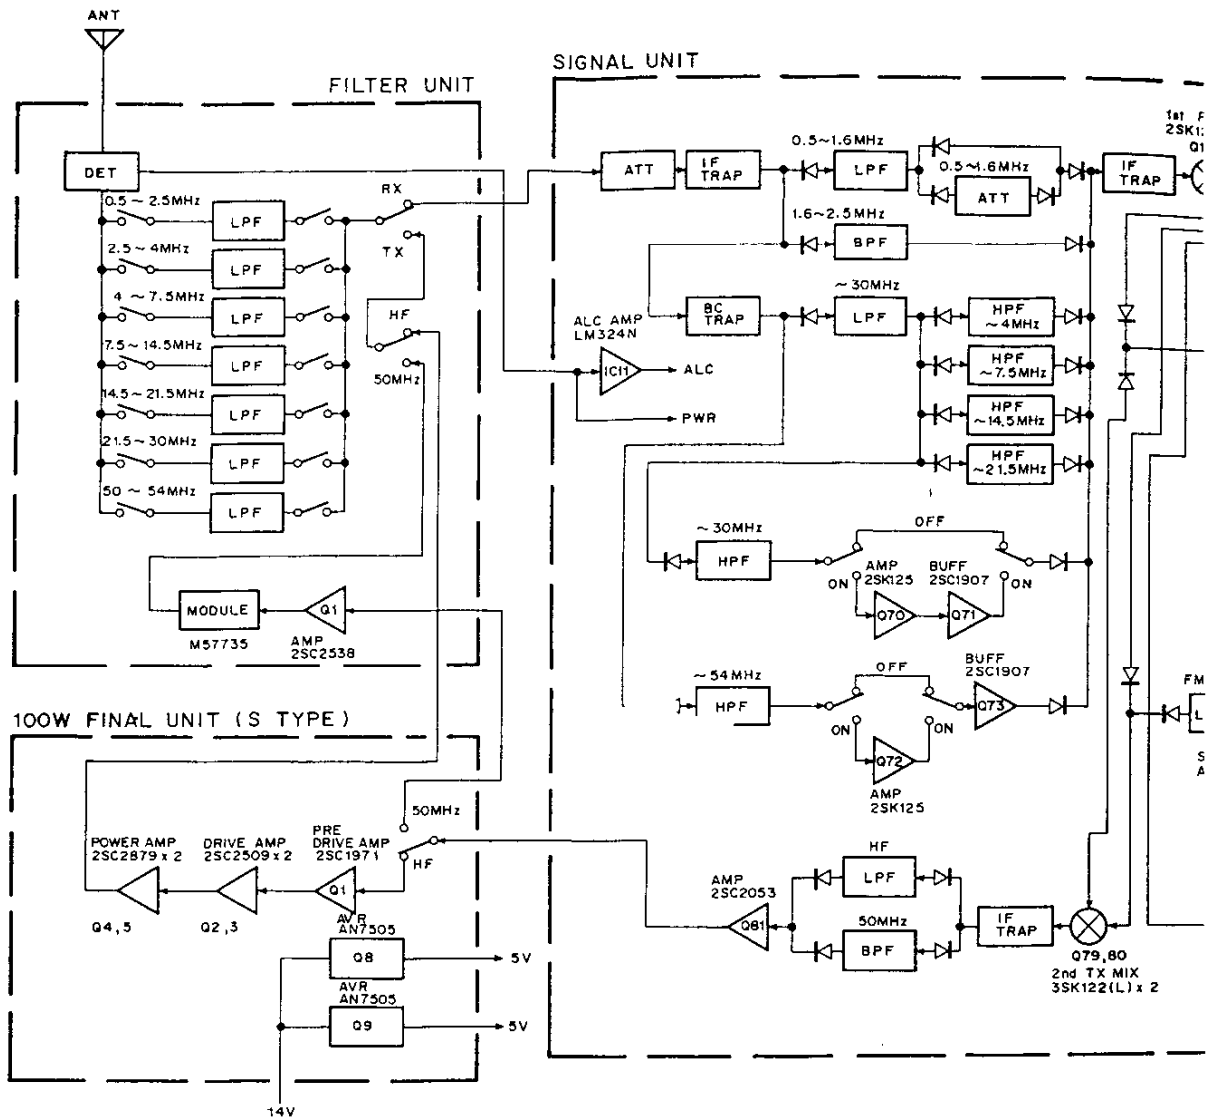 ANT
FILTER UNIT
DET
0.5 ~ 2.5MHz
LPF
2.5 ~ 4MHz
LPF
4 ~ 7.5MHz
LPF
7.5 ~ 14.5MHz
LPF
14.5 ~ 21.5MHz
LPF
21.5 ~ 30MHz
LPF
50 ~ 54MHz
LPF
RX
TX
HF
50MHz
MODULE
M57735
Q1
AMP
2SC2538
100W FINAL UNIT (S TYPE)
50MHz
HF
POWER AMP
2SC2879 x 2
Q4,5
DRIVE AMP
2SC2509 x 2
Q2,3
PRE
DRIVE AMP
2SC1971
Q1
AVR
AN7505
Q8
5V
AVR
AN7505
Q9
5V
14V
SIGNAL UNIT
ATT
IF
TRAP
0.5~1.6MHz
LPF
0.5~1.6MHz
ATT
IF
TRAP
1st
1.6~2.5MHz
BPF
BC
TRAP
~30MHz
LPF
HPF
~4MHz
HPF
~7.5MHz
HPF
~14.5MHz
HPF
~21.5MHz
ALC AMP
LM324N
IC11
ALC
PWR
~30MHz
HPF
OFF
ON
AMP
2SK125
Q70
BUFF
2SC1907
Q71
ON
~54MHz
HPF
OFF
ON
Q72
AMP
2SK125
ON
BUFF
2SC1907
Q73
FM
L
AMP
2SC2053
Q81
HF
LPF
50MHz
BPF
IF
TRAP
Q79,80
2nd TX MIX
3SK122(L) x 2